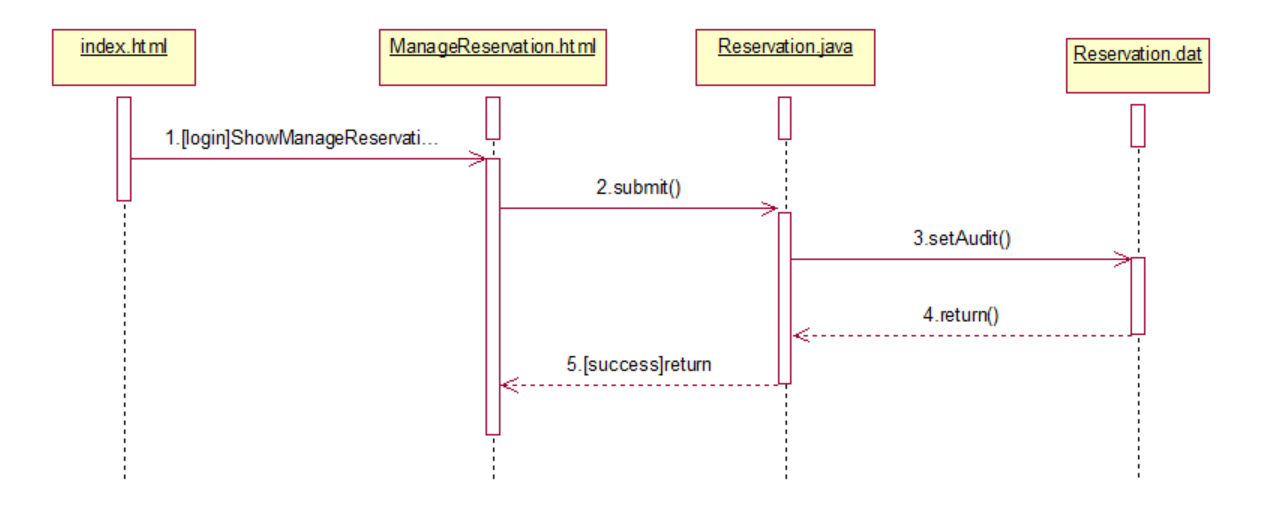 index.html
ManageReservation.html
Reservation.java
Reservation.dat
1.[login]ShowManageReservati...
2.submit()
3.setAudit()
4.return()
5.[success]return